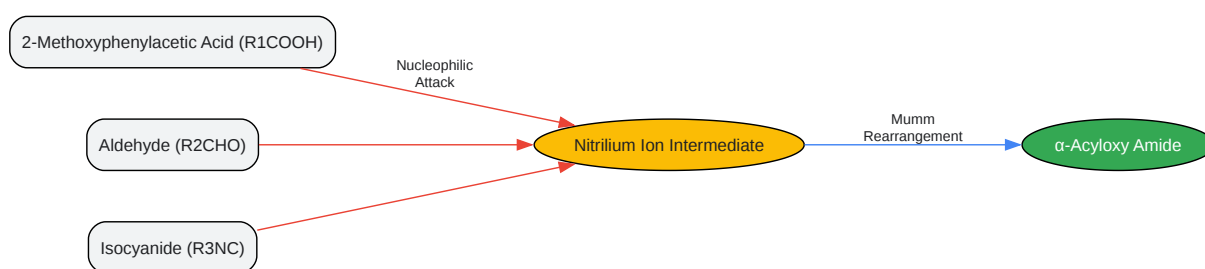 2-Methoxyphenylacetic Acid (R1COOH)
Nucleophilic
Attack
Aldehyde (R2CHO)
Isocyanide (R3NC)
Nitrilium Ion Intermediate
Mumm
Rearrangement
α-Acyloxy Amide